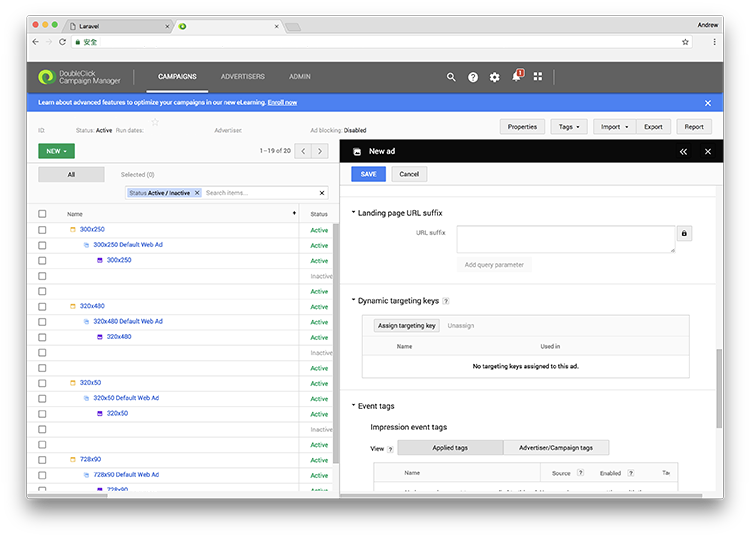 Laravel
Andrew
安全
DoubleClick
Campaign Manager
CAMPAIGNS ADVERTISERS ADMIN
1
Learn about advanced features to optimize your campaigns in our new eLearning. Enroll now
ID: Status: Active Run dates: Advertiser: Ad blocking: Disabled
Properties Tags Import Export Report
NEW 1–19 of 20
New ad
All Selected (0)
SAVE Cancel
Status Active / Inactive Search items...
Name Status
300x250 Active
300x250 Default Web Ad Active
300x250 Active
Inactive
Active
320x480 Active
320x480 Default Web Ad Active
320x480 Active
Inactive
Active
320x50 Active
320x50 Default Web Ad Active
320x50 Active
Inactive
Active
728x90 Active
728x90 Default Web Ad Active
728x90 Active
Landing page URL suffix
URL suffix
Add query parameter
Dynamic targeting keys ?
Assign targeting key Unassign
Name Used in
No targeting keys assigned to this ad.
Event tags
Impression event tags
View ? Applied tags Advertiser/Campaign tags
Name Source ? Enabled ?